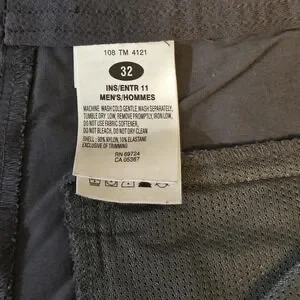 108 TM 4121
32
INS/ENTR 11
MEN'S/HOMMES
MACHINE WASH COLD GENTLE, WASH SEPARATELY,
TUMBLE DRY LOW, REMOVE PROMPTLY, IRON LOW,
DO NOT USE FABRIC SOFTENER,
DO NOT BLEACH, DO NOT DRY CLEAN
SHELL : 90% NYLON, 10% ELASTANE
EXCLUSIVE OF TRIMMING
RN 69724
CA 05367